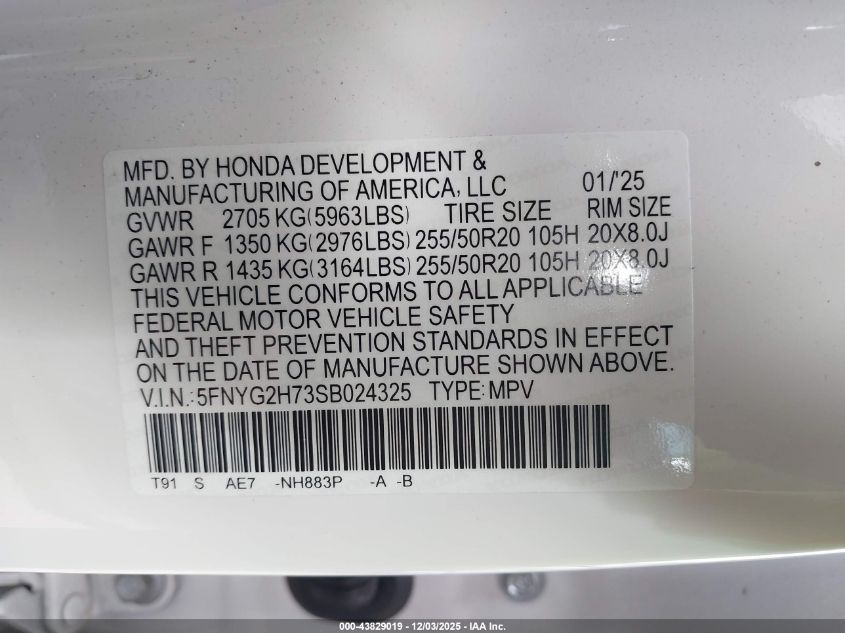 MFD. BY HONDA DEVELOPMENT &
MANUFACTURING OF AMERICA, LLC 01/'25
GVWR 2705 KG(5963LBS) TIRE SIZE RIM SIZE
GAWR F 1350 KG(2976LBS) 255/50R20 105H 20X8.0J
GAWR R 1435 KG(3164LBS) 255/50R20 105H 20X8.0J
THIS VEHICLE CONFORMS TO ALL APPLICABLE
FEDERAL MOTOR VEHICLE SAFETY
AND THEFT PREVENTION STANDARDS IN EFFECT
ON THE DATE OF MANUFACTURE SHOWN ABOVE.
V.I.N.:5FNYG2H73SB024325 TYPE:MPV
T91 S AE7 -NH883P -A -B
000-43829019 • 12/03/2025 - IAA Inc.